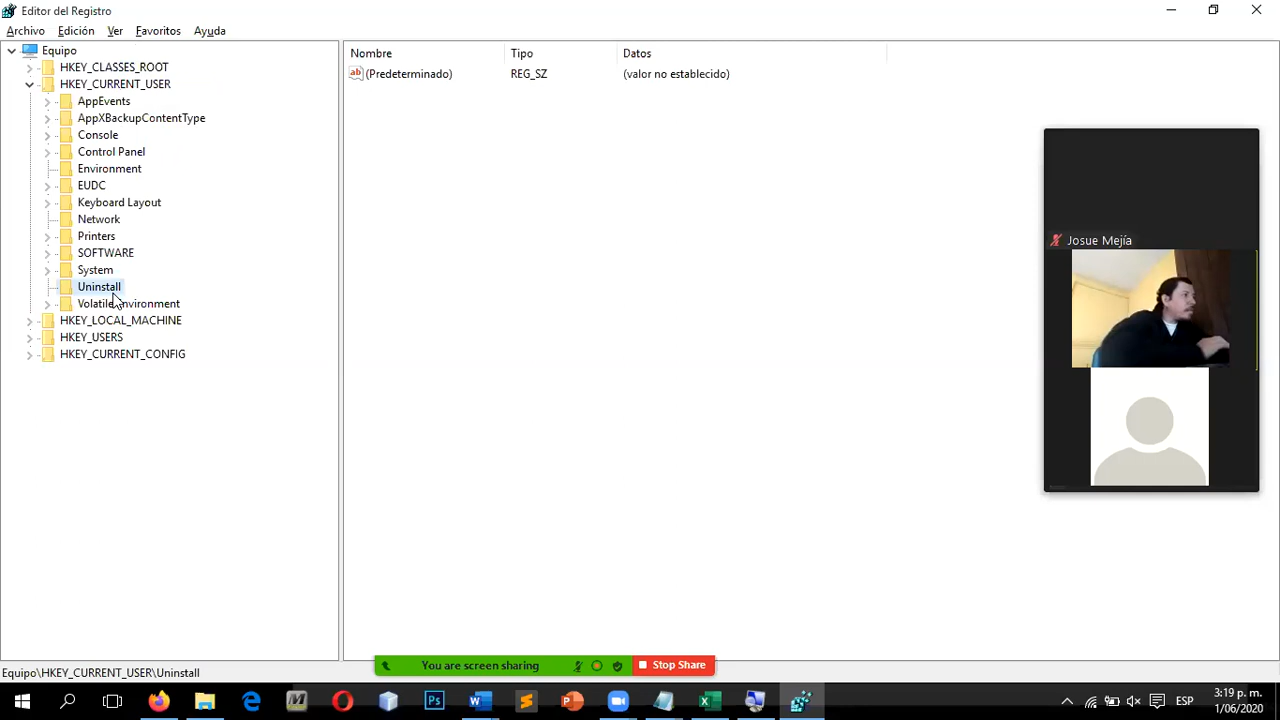 Editor del Registro
Archivo Edición Ver Favoritos Ayuda
Equipo
HKEY_CLASSES_ROOT
HKEY_CURRENT_USER
AppEvents
AppXBackupContentType
Console
Control Panel
Environment
EUDC
Keyboard Layout
Network
Printers
SOFTWARE
System
Uninstall
Volatile Environment
HKEY_LOCAL_MACHINE
HKEY_USERS
HKEY_CURRENT_CONFIG
Nombre Tipo Datos
ab (Predeterminado) REG_SZ (valor no establecido)
Josue Mejía
You are screen sharing Stop Share
Equipo\HKEY_CURRENT_USER\Uninstall
Ps
ESP
3:19 p. m.
1/06/2020